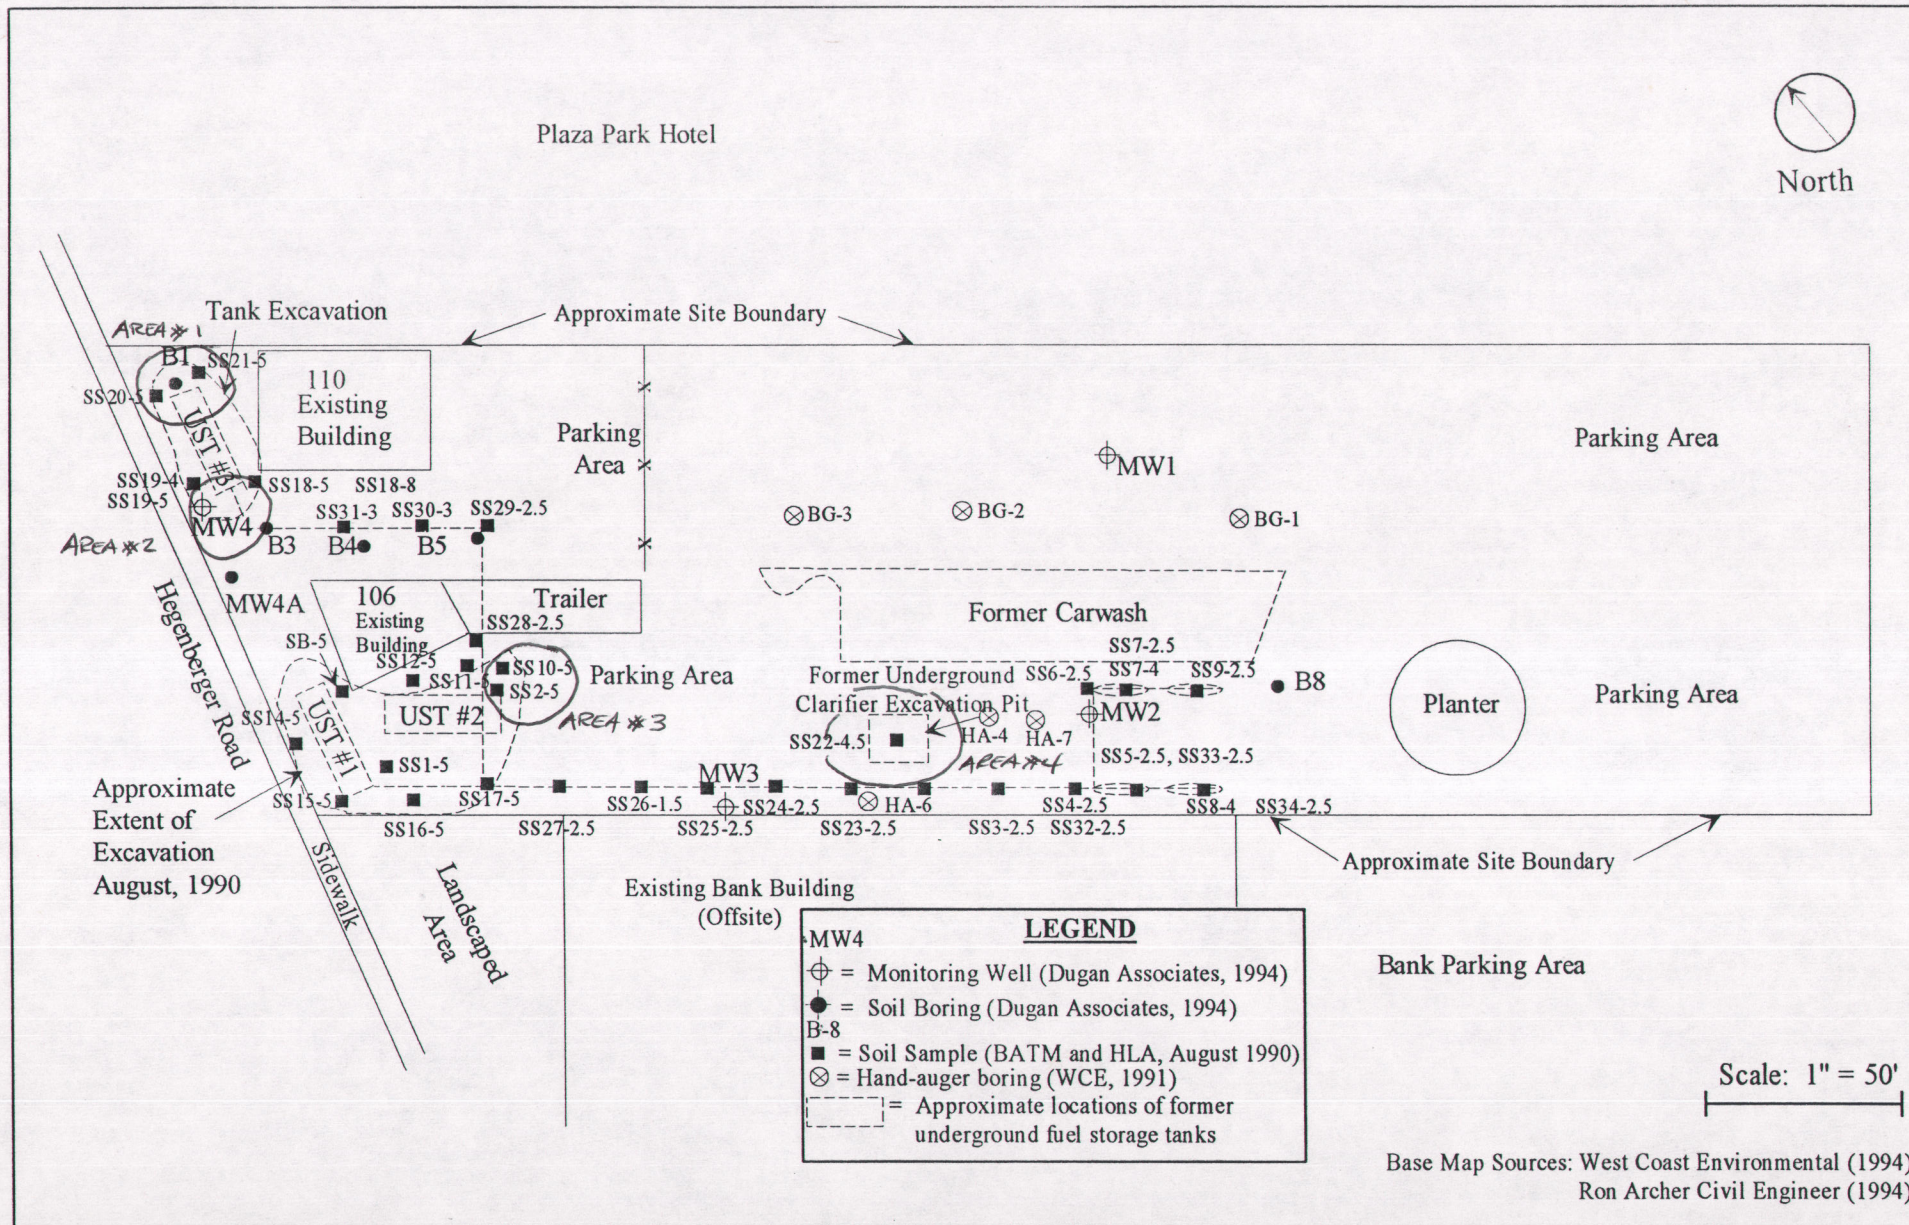 Plaza Park Hotel
North
Tank Excavation
Approximate Site Boundary
AREA #1
B1
SS21-5
SS20-5
110
Existing
Building
UST #3
Parking
Area
Parking Area
MW1
SS19-4
SS19-5
SS18-5
SS18-8
SS31-3
SS30-3
SS29-2.5
MW4
BG-3
BG-2
BG-1
AREA #2
B3
B4
B5
MW4A
Hegenberger Road
106
Existing
Building
Trailer
Former Carwash
SB-5
SS28-2.5
SS12-5
SS10-5
SS11-5
SS2-5
Parking Area
SS7-2.5
SS7-4
SS9-2.5
SS6-2.5
Former Underground
Clarifier Excavation Pit
B8
Planter
Parking Area
SS14-5
UST #1
UST #2
AREA #3
MW2
HA-4
HA-7
SS22-4.5
AREA #4
SS5-2.5, SS33-2.5
SS1-5
MW3
Approximate
Extent of
Excavation
August, 1990
SS15-5
SS17-5
SS26-1.5
SS24-2.5
HA-6
SS4-2.5
SS8-4
SS34-2.5
SS16-5
SS27-2.5
SS25-2.5
SS23-2.5
SS3-2.5
SS32-2.5
Sidewalk
Landscaped
Area
Approximate Site Boundary
Existing Bank Building
(Offsite)
Bank Parking Area
LEGEND
MW4
= Monitoring Well (Dugan Associates, 1994)
= Soil Boring (Dugan Associates, 1994)
B-8
= Soil Sample (BATM and HLA, August 1990)
= Hand-auger boring (WCE, 1991)
= Approximate locations of former
underground fuel storage tanks
Scale: 1" = 50'
Base Map Sources: West Coast Environmental (1994)
Ron Archer Civil Engineer (1994)